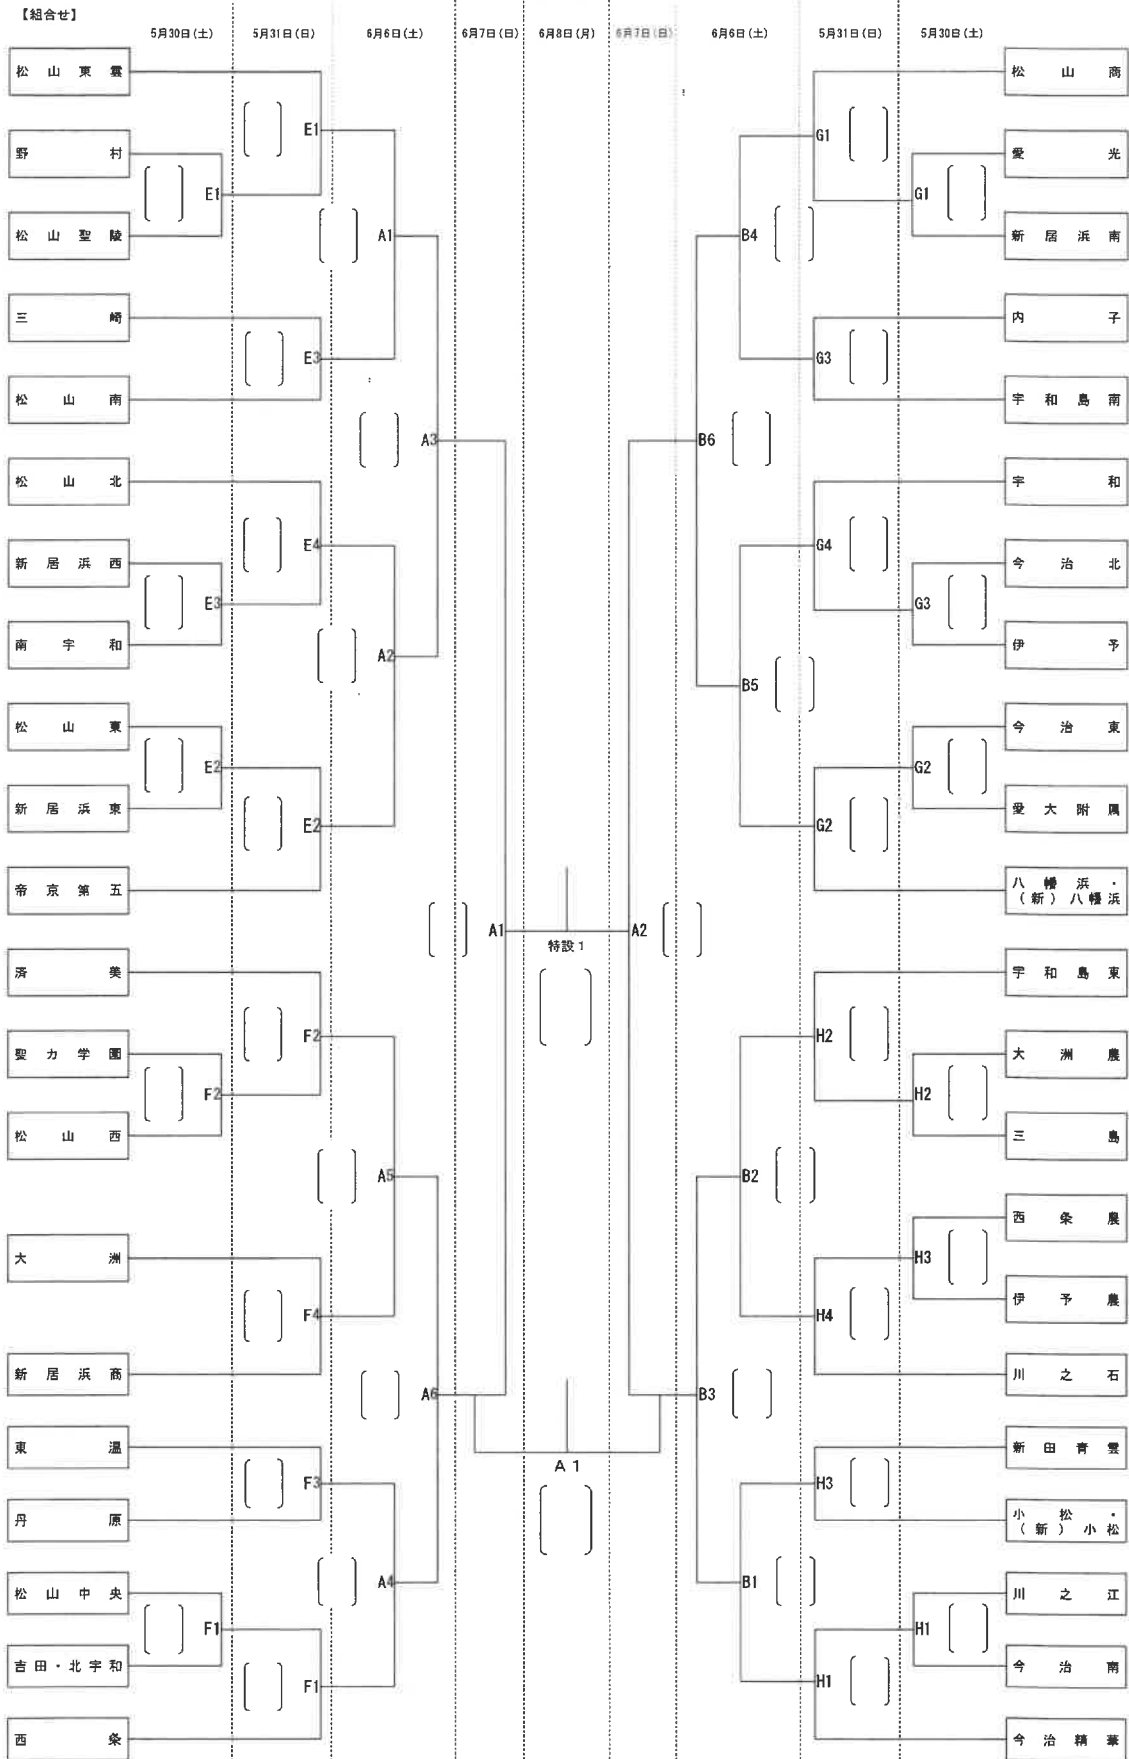 【組合せ】
5月30日(土) 5月31日(日) 6月6日(土) 6月7日(日) 6月8日(月) 6月7日(日) 6月6日(土) 5月31日(日) 5月30日(土)
松山東雲 松山商
E1 G1
野村 愛光
E1 G1
松山聖陵 A1 B4 新居浜南
三崎 内子
E3 G3
松山南 宇和島南
A3 B6
松山北 宇和
E4 G4
新居浜西 今治北
E3 G3
南宇和 伊予
A2 B5
松山東 今治東
E2 G2
新居浜東 愛大附属
E2 G2
帝京第五 八幡浜・
(新)八幡浜
A1 特設1 A2
済美 宇和島東
F2 H2
聖カ学園 大洲農
F2 H2
松山西 三島
A5 B2
西条農
大洲 H3
伊予農
F4 H4
新居浜商 川之石
A6 B3
東温 新田青雲
A1
F3 H3
丹原 小松・
(新)小松
A4 B1
松山中央 川之江
F1 H1
吉田・北宇和 今治南
F1 H1
西条 今治精華